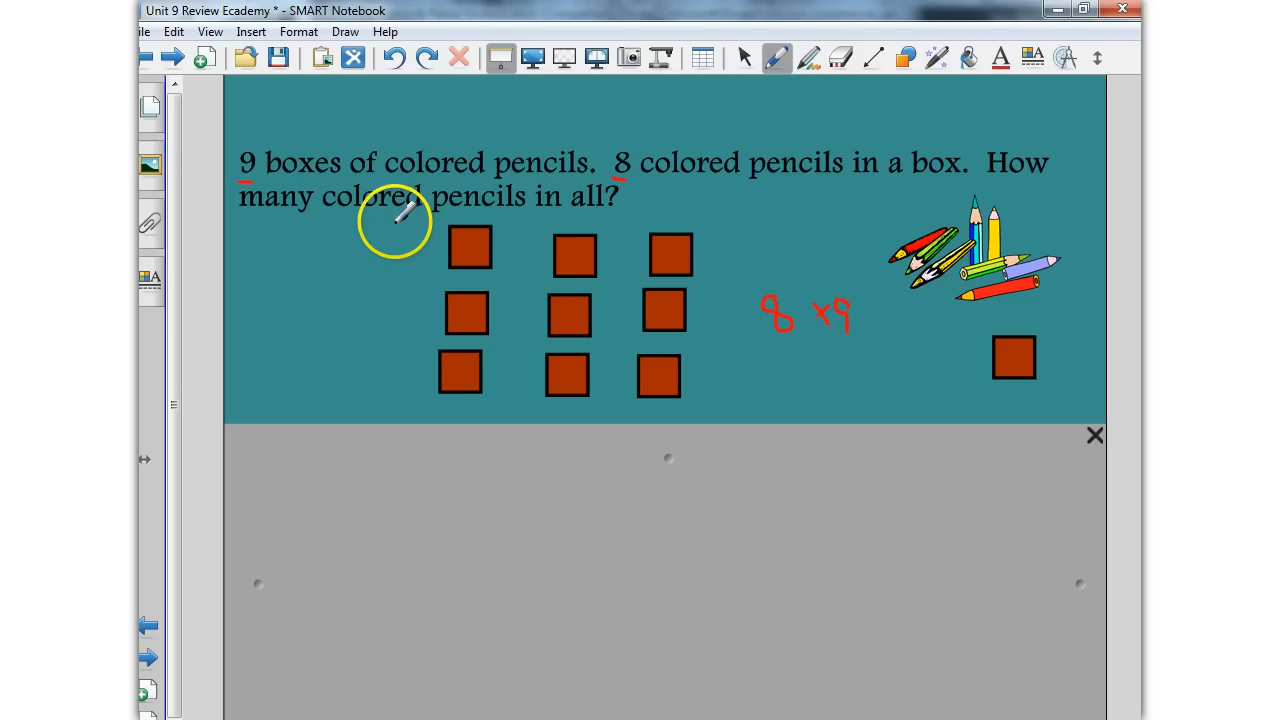 Unit 9 Review Ecademy * - SMART Notebook
ile Edit View Insert Format Draw Help
9 boxes of colored pencils. 8 colored pencils in a box. How
many colored pencils in all?
8 x9